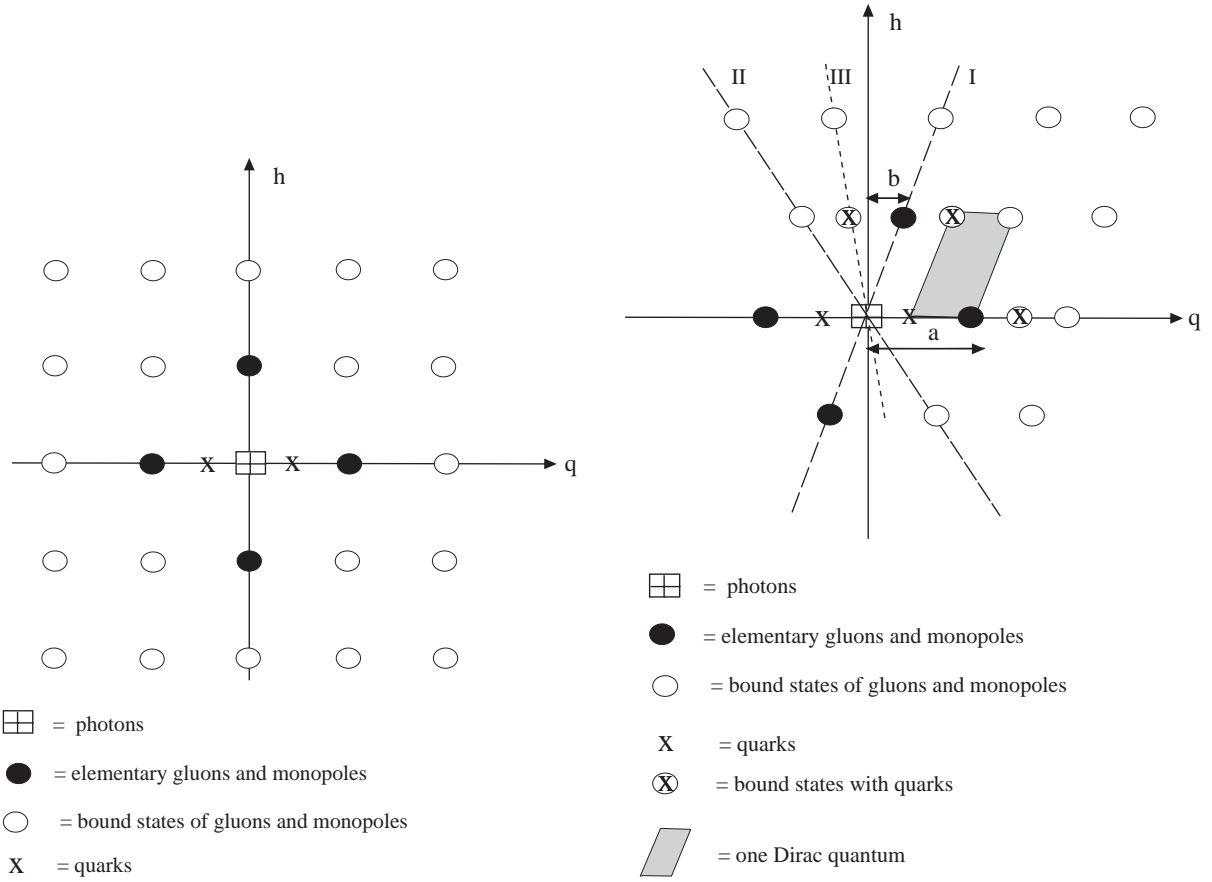 h
q
X X
= photons
= elementary gluons and monopoles
= bound states of gluons and monopoles
X = quarks
h
II III I
b
X X
X X X
q
a
= photons
= elementary gluons and monopoles
= bound states of gluons and monopoles
X = quarks
X = bound states with quarks
= one Dirac quantum